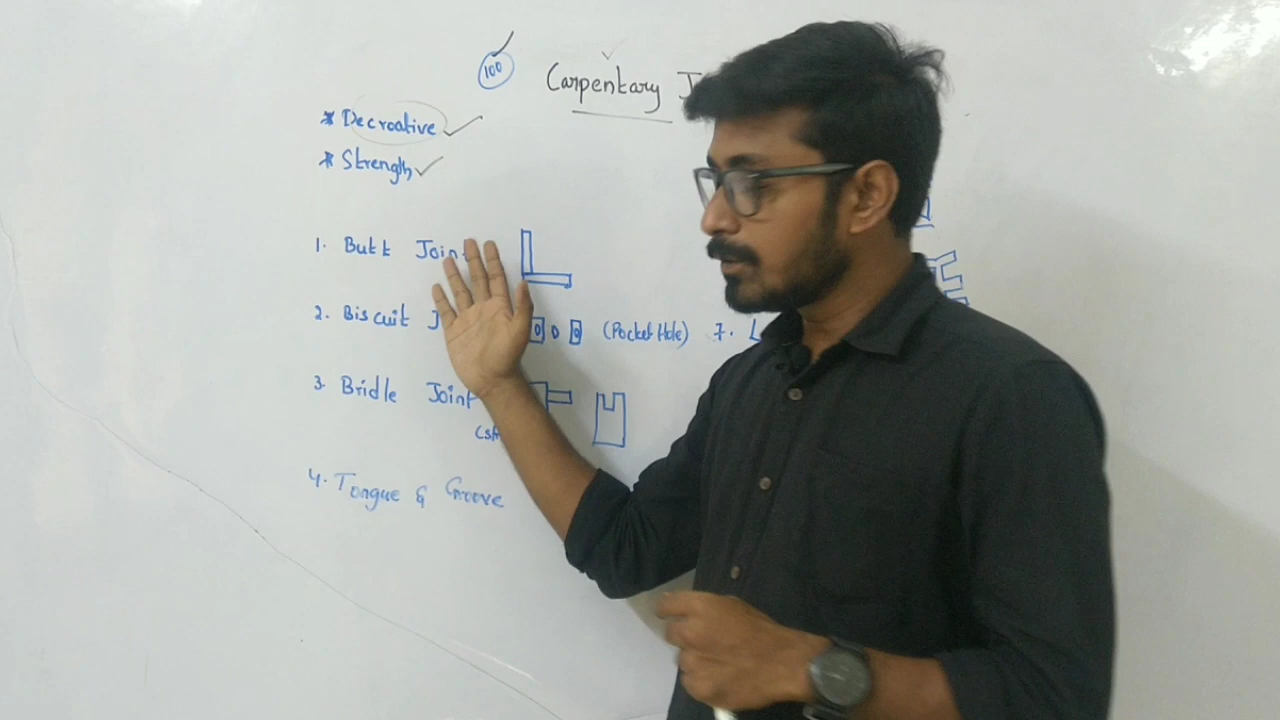 100
Carpentary J
* Decroative
* Strength
1. Butt Join
2. Biscuit J (Pocket Hole) 7. L
3. Bridle Joint
4. Tongue & Groove